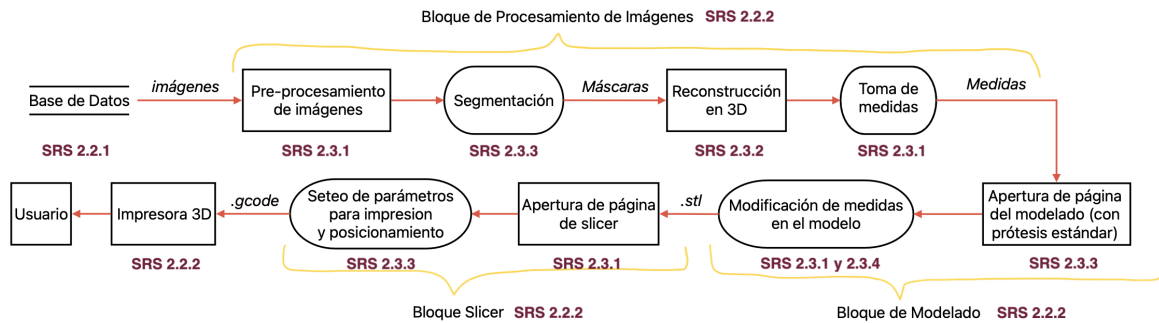 Bloque de Procesamiento de Imágenes SRS 2.2.2
Base de Datos
SRS 2.2.1
imágenes
Pre-procesamiento
de imágenes
SRS 2.3.1
Segmentación
SRS 2.3.3
Máscaras
Reconstrucción
en 3D
SRS 2.3.2
Toma de
medidas
SRS 2.3.1
Medidas
Apertura de página
del modelado (con
prótesis estándar)
SRS 2.3.3
Modificación de medidas
en el modelo
SRS 2.3.1 y 2.3.4
.stl
Apertura de página
de slicer
SRS 2.3.1
Seteo de parámetros
para impresion
y posicionamiento
SRS 2.3.3
.gcode
Impresora 3D
SRS 2.2.2
Usuario
Bloque Slicer SRS 2.2.2
Bloque de Modelado SRS 2.2.2